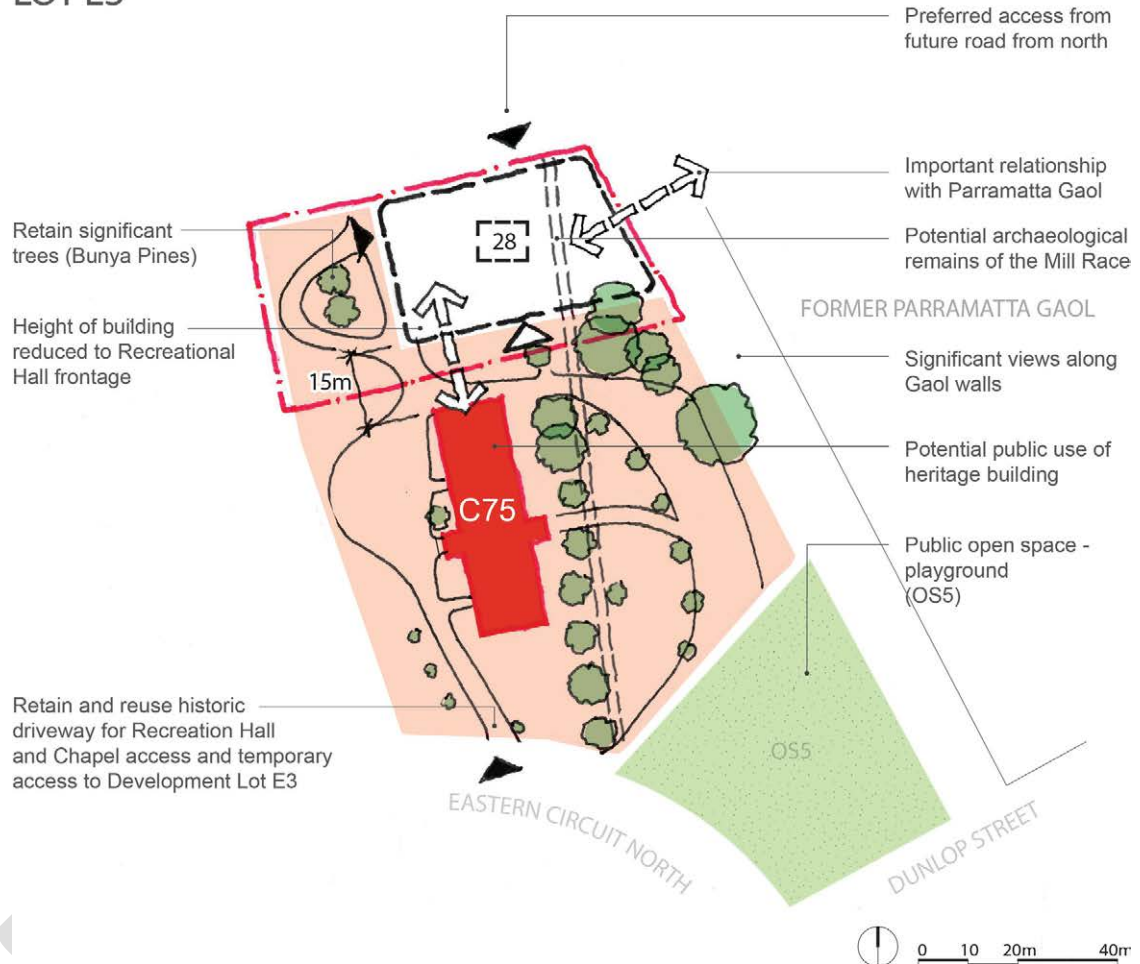 Preferred access from
future road from north
Important relationship
with Parramatta Gaol
Retain significant
trees (Bunya Pines)
28
Potential archaeological
remains of the Mill Race
FORMER PARRAMATTA GAOL
Height of building
reduced to Recreational
Hall frontage
15m
Significant views along
Gaol walls
Potential public use of
heritage building
C75
Public open space -
playground
(OS5)
Retain and reuse historic
driveway for Recreation Hall
and Chapel access and temporary
access to Development Lot E3
OS5
EASTERN CIRCUIT NORTH
DUNLOP STREET
0 10 20m 40m